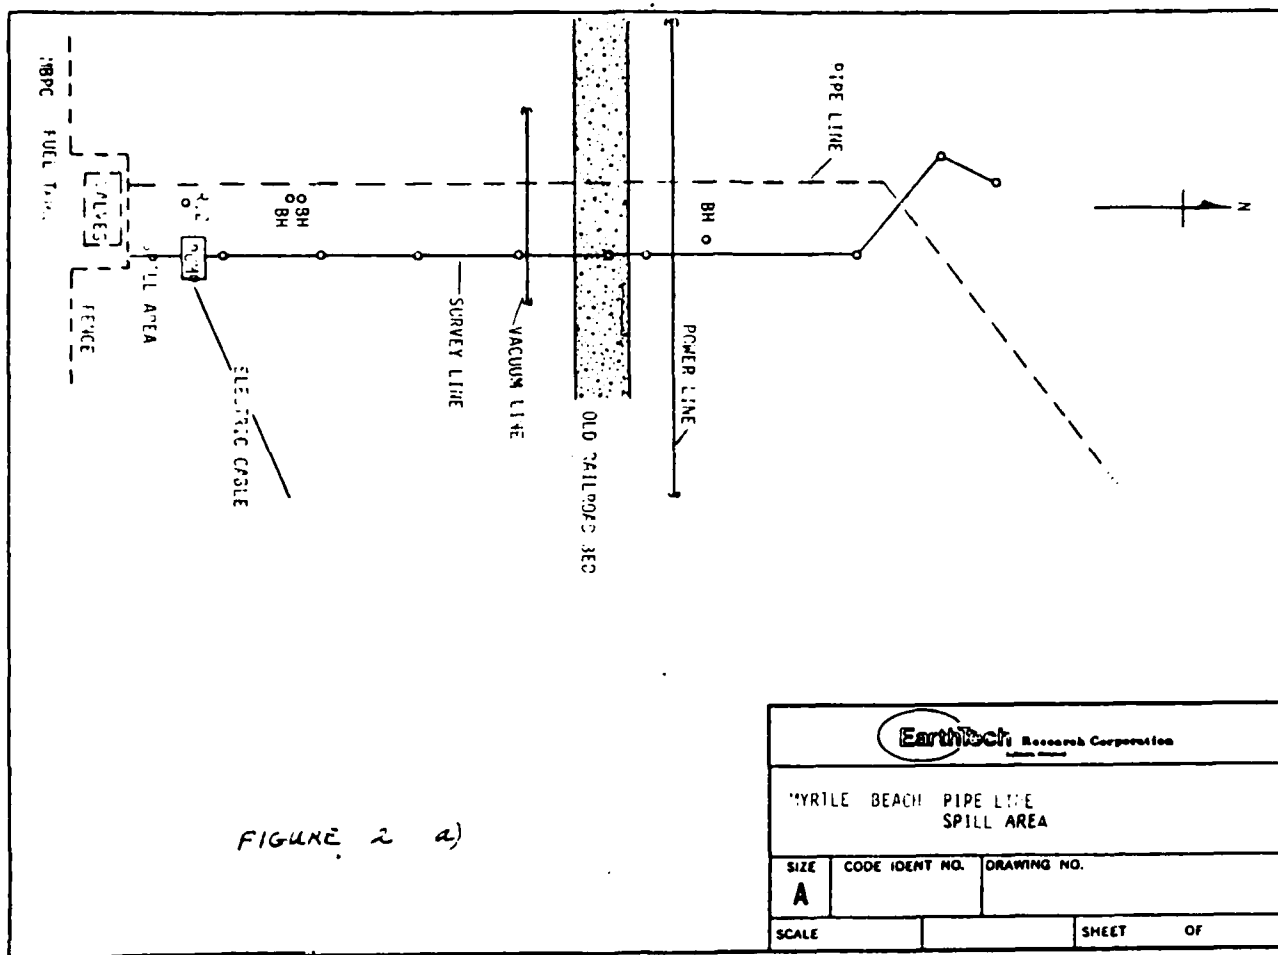 MBPC FUEL
VALVES
FENCE
SPILL AREA
BH
BH
ELECTRIC CABLE
SURVEY LINE
VACUUM LINE
OLD RAILROAD BED
POWER LINE
BH
PIPE LINE
N
FIGURE 2 a)
EarthTech Research Corporation
MYRTLE BEACH PIPE LINE
SPILL AREA
SIZE
A
CODE IDENT NO.
DRAWING NO.
SCALE
SHEET OF